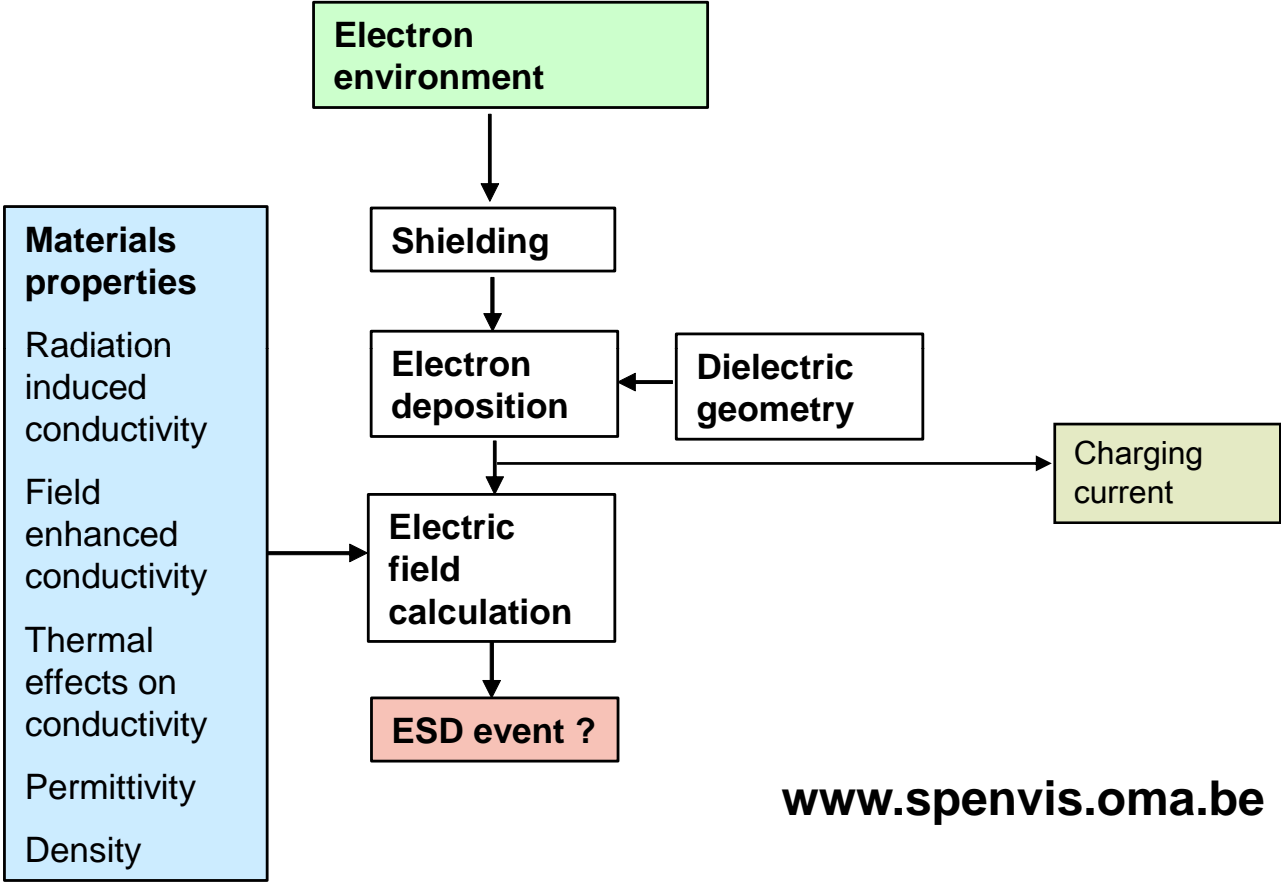 Electron
environment
Shielding
Materials
properties
Radiation
induced
conductivity
Field
enhanced
conductivity
Thermal
effects on
conductivity
Permittivity
Density
Electron
deposition
Dielectric
geometry
Charging
current
Electric
field
calculation
ESD event ?
www.spenvis.oma.be